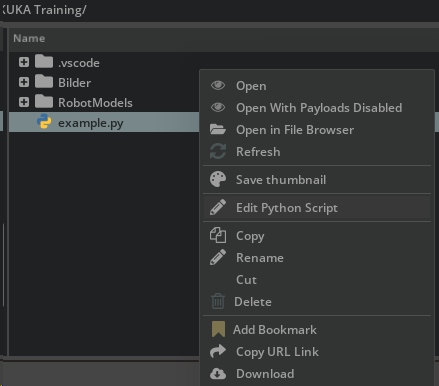 KUKA Training/
Name
.vscode
Bilder
RobotModels
example.py
Open
Open With Payloads Disabled
Open in File Browser
Refresh
Save thumbnail
Edit Python Script
Copy
Rename
Cut
Delete
Add Bookmark
Copy URL Link
Download